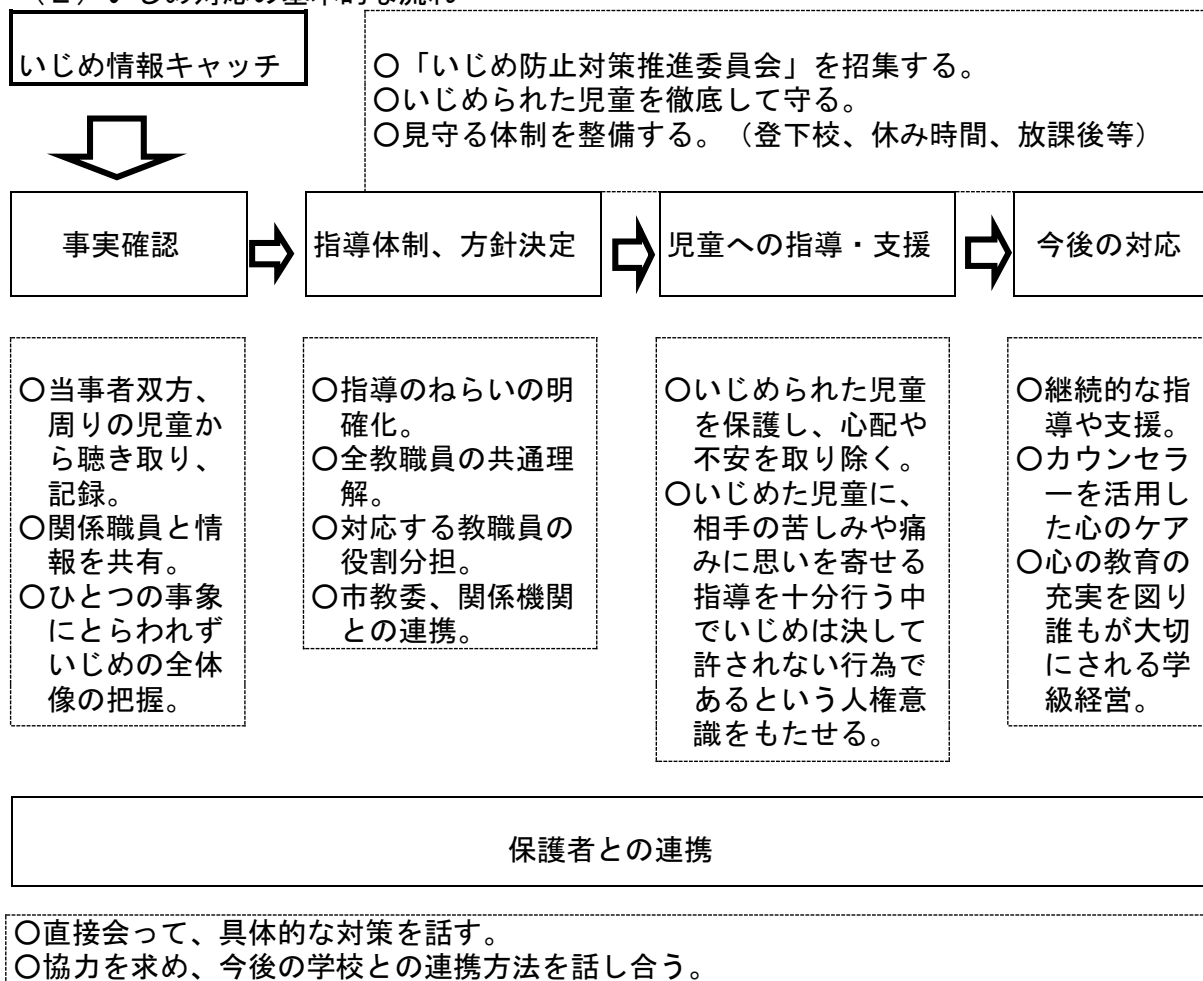 (2)いじめ対応の基本的な流れ
いじめ情報キャッチ
○「いじめ防止対策推進委員会」を招集する。
○いじめられた児童を徹底して守る。
○見守る体制を整備する。(登下校、休み時間、放課後等)
事実確認
指導体制、方針決定
児童への指導・支援
今後の対応
○当事者双方、
周りの児童か
ら聴き取り、
記録。
○関係職員と情
報を共有。
○ひとつの事象
にとらわれず
いじめの全体
像の把握。
○指導のねらいの明
確化。
○全教職員の共通理
解。
○対応する教職員の
役割分担。
○市教委、関係機関
との連携。
○いじめられた児童
を保護し、心配や
不安を取り除く。
○いじめた児童に、
相手の苦しみや痛
みに思いを寄せる
指導を十分行う中
でいじめは決して
許されない行為で
あるという人権意
識をもたせる。
○継続的な指
導や支援。
○カウンセラ
ーを活用し
た心のケア
○心の教育の
充実を図り
誰もが大切
にされる学
級経営。
保護者との連携
○直接会って、具体的な対策を話す。
○協力を求め、今後の学校との連携方法を話し合う。